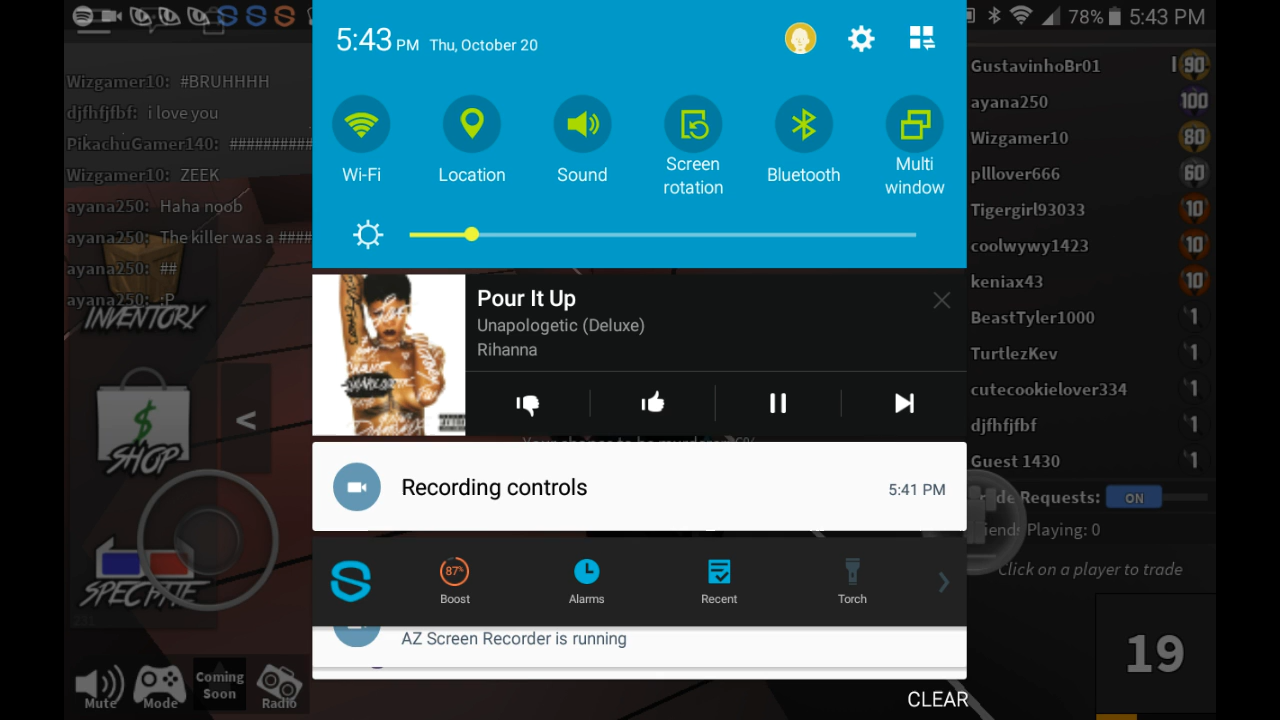 78% 5:43 PM
5:43 PM Thu, October 20
Wi-Fi
Location
Sound
Screen
rotation
Bluetooth
Multi
window
Pour It Up
Unapologetic (Deluxe)
Rihanna
Recording controls
5:41 PM
87%
Boost
Alarms
Recent
Torch
AZ Screen Recorder is running
CLEAR
Wizgamer10: #BRUHHHH
djfhfjfbf: i love you
PikachuGamer140: ##########
Wizgamer10: ZEEK
ayana250: Haha noob
ayana250: The killer was a ####
ayana250: ##
ayana250: :P
INVENTORY
$
SHOP
<
SPECTATE
Mute
Mode
Coming
Soon
Radio
GustavinhoBr01 90
ayana250 100
Wizgamer10 80
plllover666 60
Tigergirl93033 10
coolwywy1423 10
keniax43 10
BeastTyler1000 1
TurtlezKev 1
cutecookielover334 1
djfhjfbf 1
Guest 1430 1
Requests: ON
Playing: 0
Click on a player to trade
19